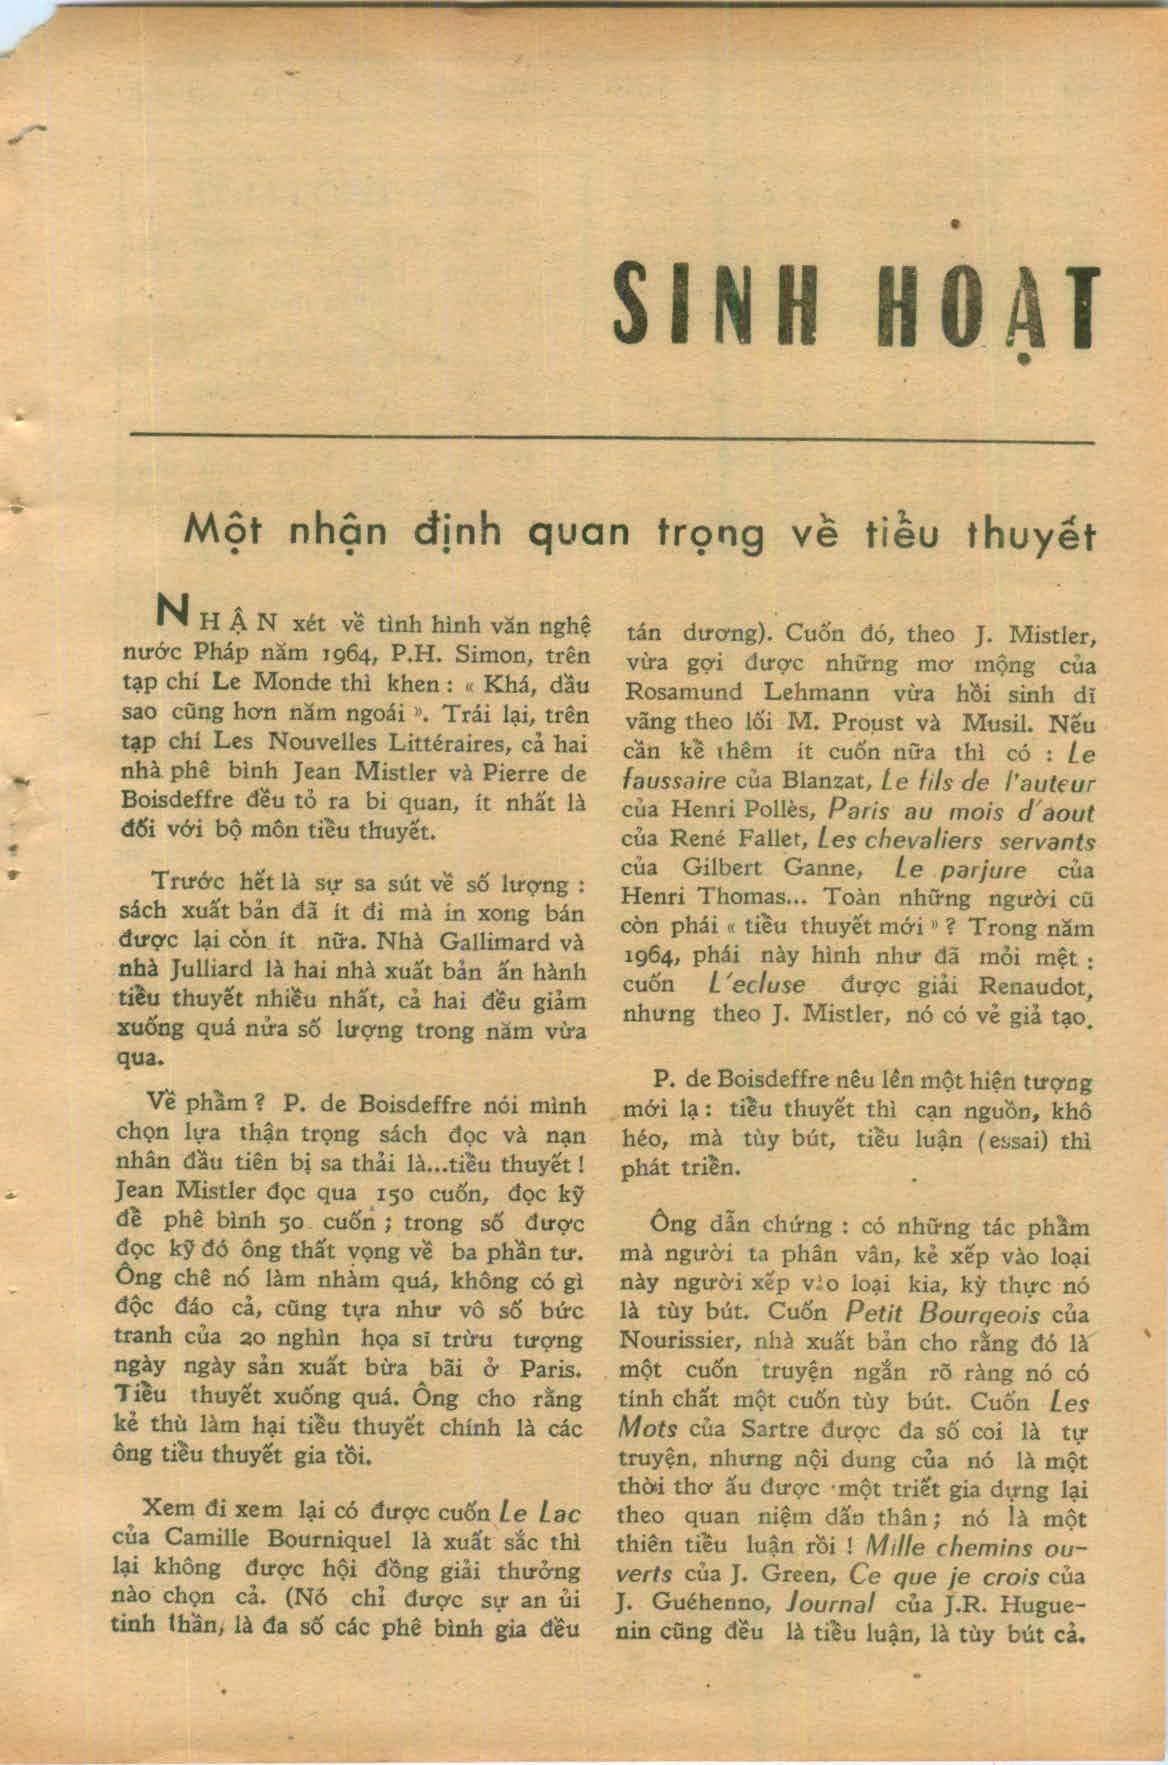 SINH HOẠT
Một nhận định quan trọng về tiểu thuyết
NHẬN xét về tình hình văn nghệ
nước Pháp năm 1964, P.H. Simon, trên
tạp chí Le Monde thì khen : « Khá, dầu
sao cũng hơn năm ngoái ». Trái lại, trên
tạp chí Les Nouvelles Littéraires, cả hai
nhà phê bình Jean Mistler và Pierre de
Boisdeffre đều tỏ ra bi quan, ít nhất là
đối với bộ môn tiểu thuyết.
Trước hết là sự sa sút về số lượng :
sách xuất bản đã ít đi mà in xong bán
được lại còn ít nữa. Nhà Gallimard và
nhà Julliard là hai nhà xuất bản ấn hành
tiểu thuyết nhiều nhất, cả hai đều giảm
xuống quá nửa số lượng trong năm vừa
qua.
Về phẩm ? P. de Boisdeffre nói mình
chọn lựa thận trọng sách đọc và nạn
nhân đầu tiên bị sa thải là...tiểu thuyết !
Jean Mistler đọc qua 150 cuốn, đọc kỹ
để phê bình 50 cuốn ; trong số được
đọc kỹ đó ông thất vọng về ba phần tư.
Ông chê nó làm nhàm quá, không có gì
độc đáo cả, cũng tựa như vô số bức
tranh của 20 nghìn họa sĩ trừu tượng
ngày ngày sản xuất bừa bãi ở Paris.
Tiểu thuyết xuống quá. Ông cho rằng
kẻ thù làm hại tiểu thuyết chính là các
ông tiểu thuyết gia tồi.
Xem đi xem lại có được cuốn Le Lac
của Camille Bourniquel là xuất sắc thì
lại không được hội đồng giải thưởng
nào chọn cả. (Nó chỉ được sự an ủi
tinh thần, là đa số các phê bình gia đều
tán dương). Cuốn đó, theo J. Mistler,
vừa gợi được những mơ mộng của
Rosamund Lehmann vừa hồi sinh dĩ
vãng theo lối M. Proust và Musil. Nếu
cần kể thêm ít cuốn nữa thì có : Le
faussaire của Blanzat, Le fils de l'auteur
của Henri Pollès, Paris au mois d'aout
của René Fallet, Les chevaliers servants
của Gilbert Ganne, Le parjure của
Henri Thomas... Toàn những người cũ
còn phái « tiểu thuyết mới » ? Trong năm
1964, phái này hình như đã mỏi mệt :
cuốn L'ecluse được giải Renaudot,
nhưng theo J. Mistler, nó có vẻ giả tạo.
P. de Boisdeffre nêu lên một hiện tượng
mới lạ : tiểu thuyết thì cạn nguồn, khô
héo, mà tùy bút, tiểu luận (essai) thì
phát triển.
Ông dẫn chứng : có những tác phẩm
mà người ta phân vân, kẻ xếp vào loại
này người xếp vào loại kia, kỳ thực nó
là tùy bút. Cuốn Petit Bourgeois của
Nourissier, nhà xuất bản cho rằng đó là
một cuốn truyện ngắn rõ ràng nó có
tính chất một cuốn tùy bút. Cuốn Les
Mots của Sartre được đa số coi là tự
truyện, nhưng nội dung của nó là một
thời thơ ấu được một triết gia dựng lại
theo quan niệm dấn thân ; nó là một
thiên tiểu luận rồi ! Mille chemins ou-
verts của J. Green, Ce que je crois của
J. Guéhenno, Journal của J.R. Hugue-
nin cũng đều là tiểu luận, là tùy bút cả.